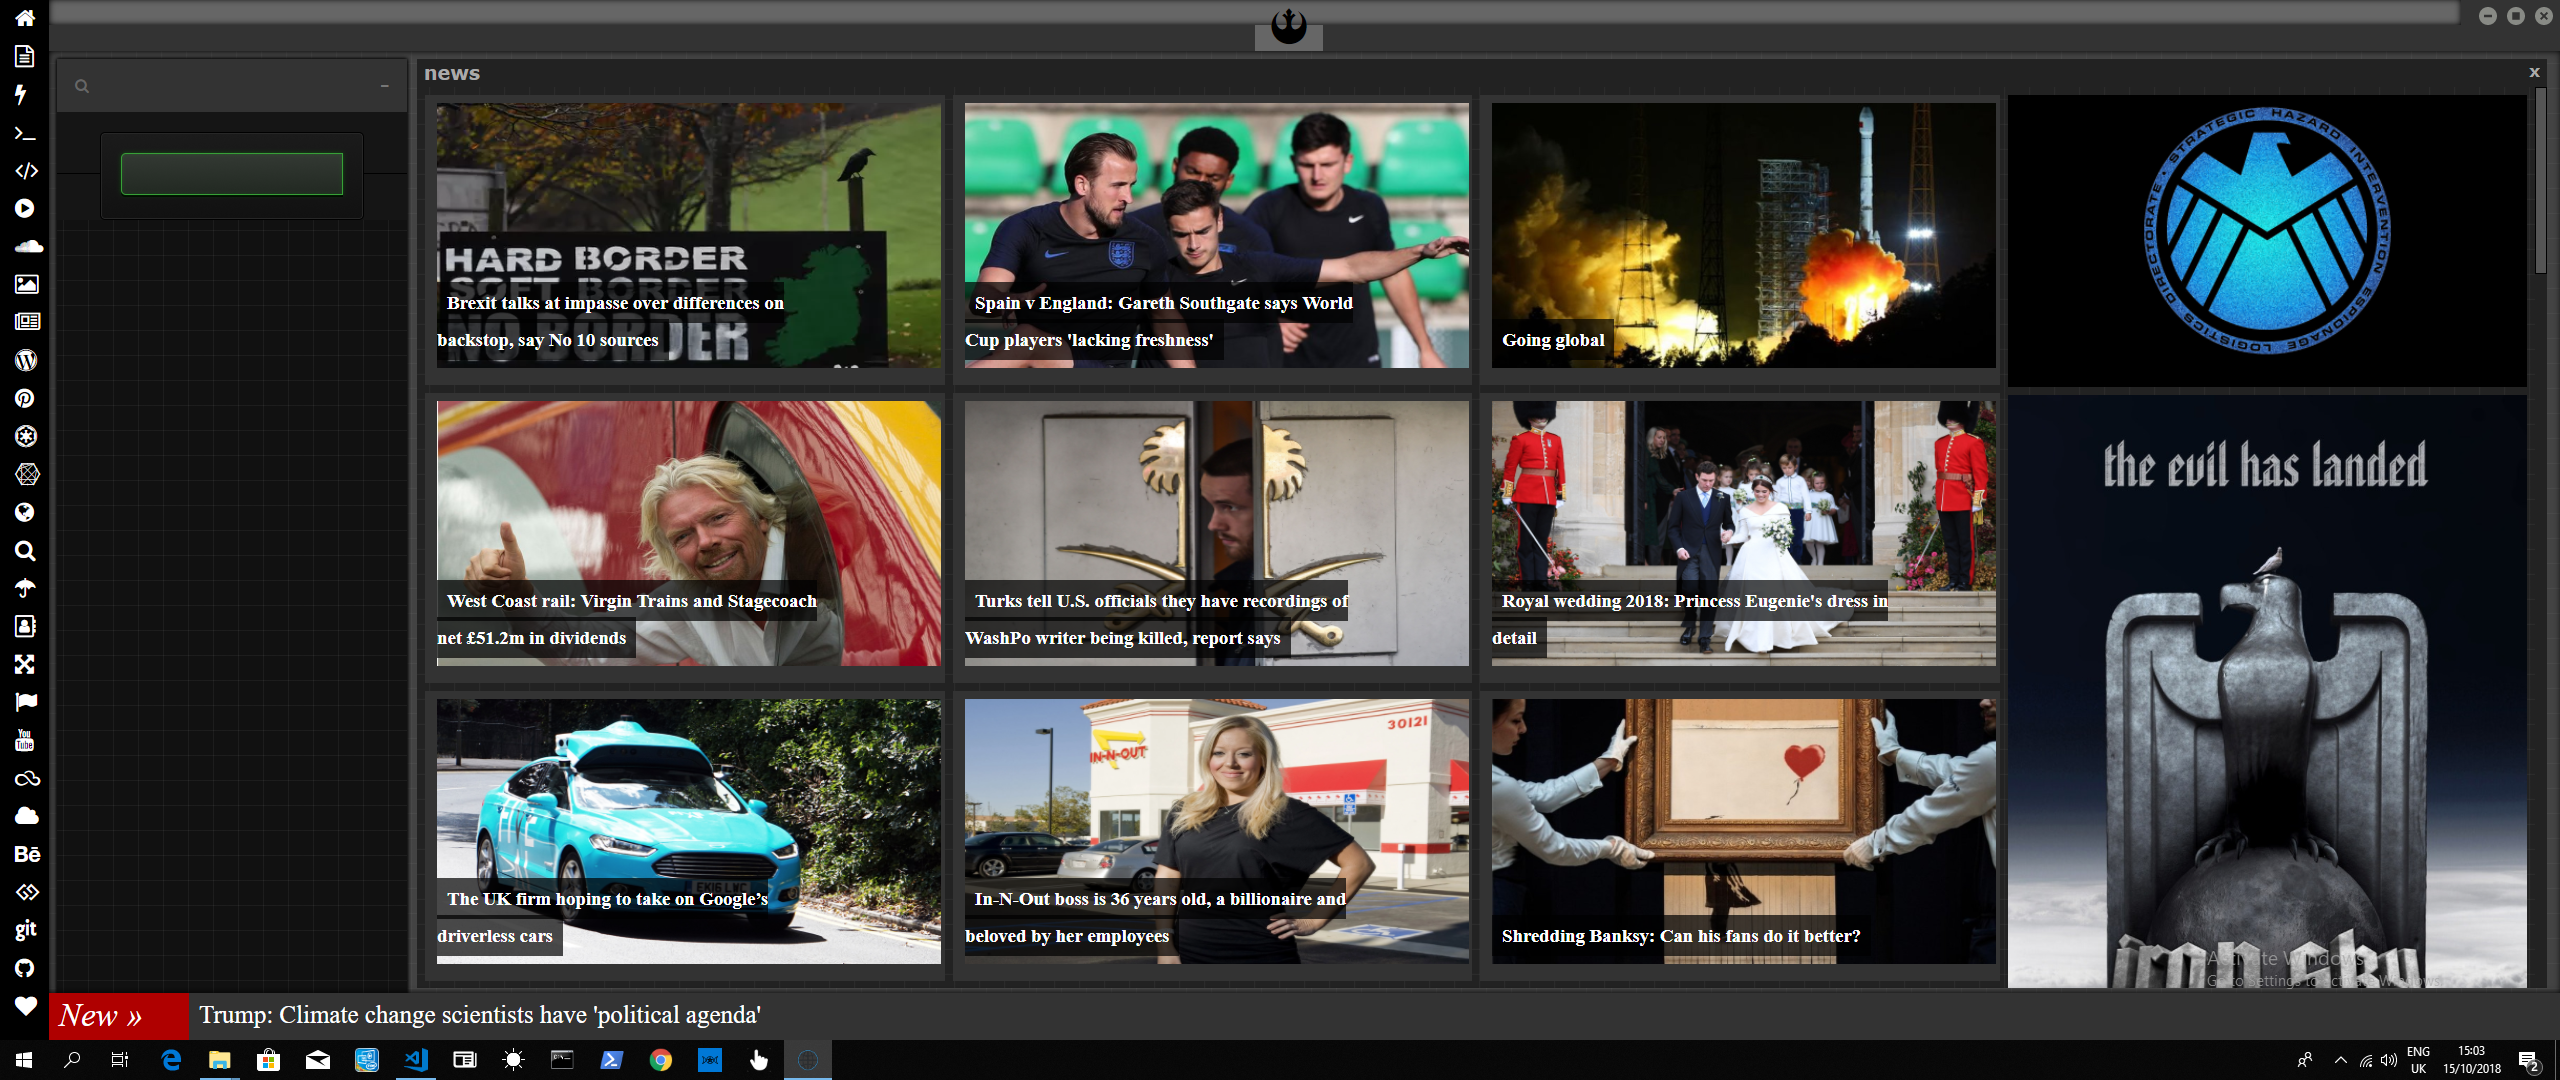 news
x
HARD BORDER
SOFT BORDER
NO BORDER
Brexit talks at impasse over differences on
backstop, say No 10 sources
Spain v England: Gareth Southgate says World
Cup players 'lacking freshness'
Going global
STRATEGIC HAZARD INTERVENTION ESPIONAGE LOGISTICS DIRECTORATE
West Coast rail: Virgin Trains and Stagecoach
net £51.2m in dividends
Turks tell U.S. officials they have recordings of
WashPo writer being killed, report says
Royal wedding 2018: Princess Eugenie's dress in
detail
the evil has landed
30121
IN-N-OUT
The UK firm hoping to take on Google's
driverless cars
In-N-Out boss is 36 years old, a billionaire and
beloved by her employees
Shredding Banksy: Can his fans do it better?
Activate Windows
Go to Settings to activate Windows.
You
Tube
Bē
git
New »
Trump: Climate change scientists have 'political agenda'
ENG
UK
15:03
15/10/2018
2